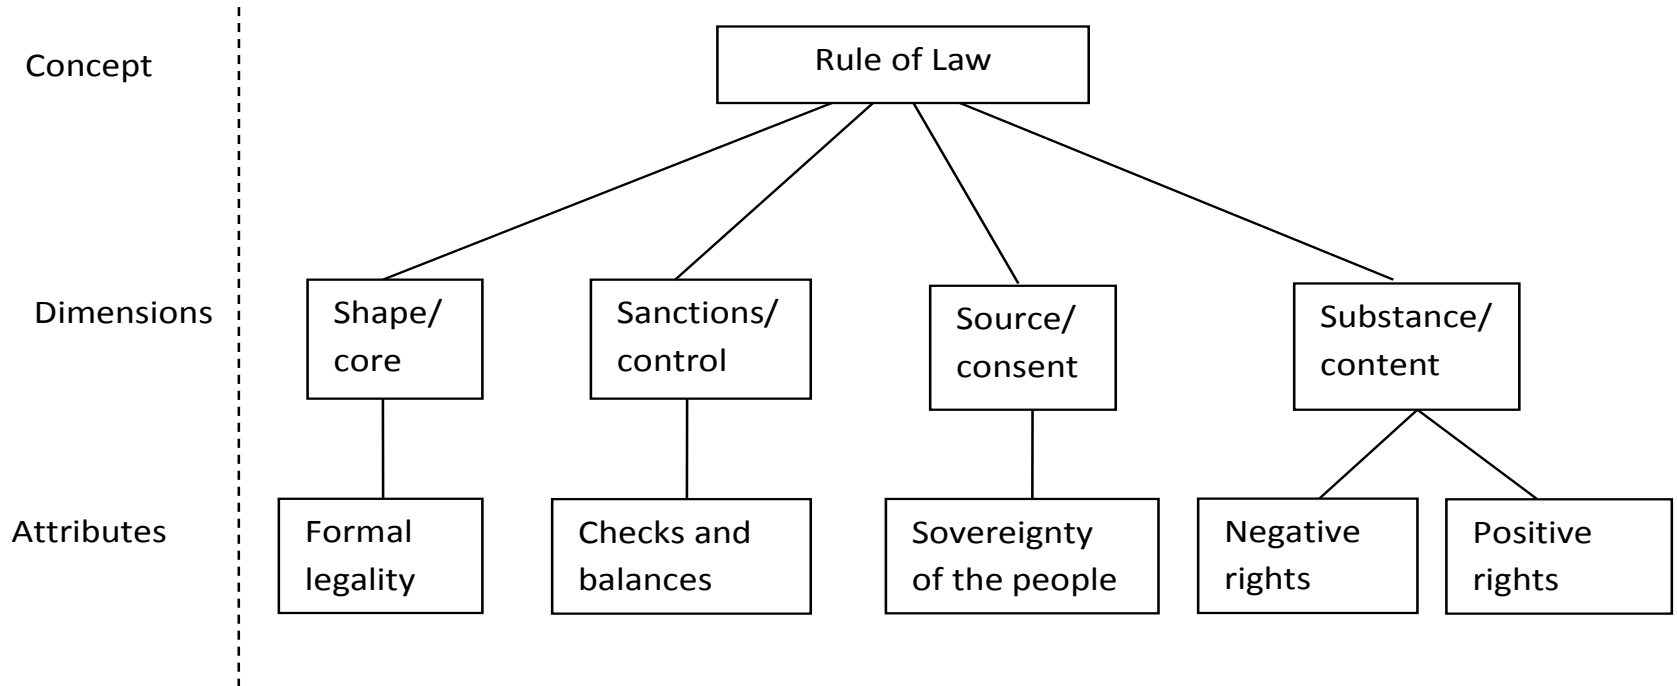 Concept
Rule of Law
Dimensions
Shape/
core
Sanctions/
control
Source/
consent
Substance/
content
Attributes
Formal
legality
Checks and
balances
Sovereignty
of the people
Negative
rights
Positive
rights